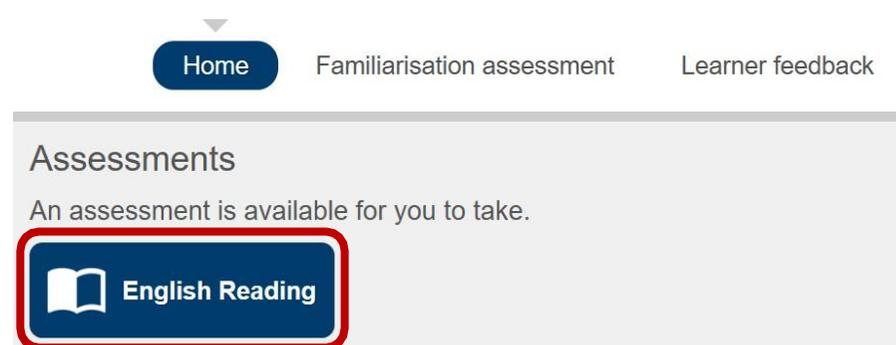 Home Familiarisation assessment Learner feedback
Assessments
An assessment is available for you to take.
English Reading